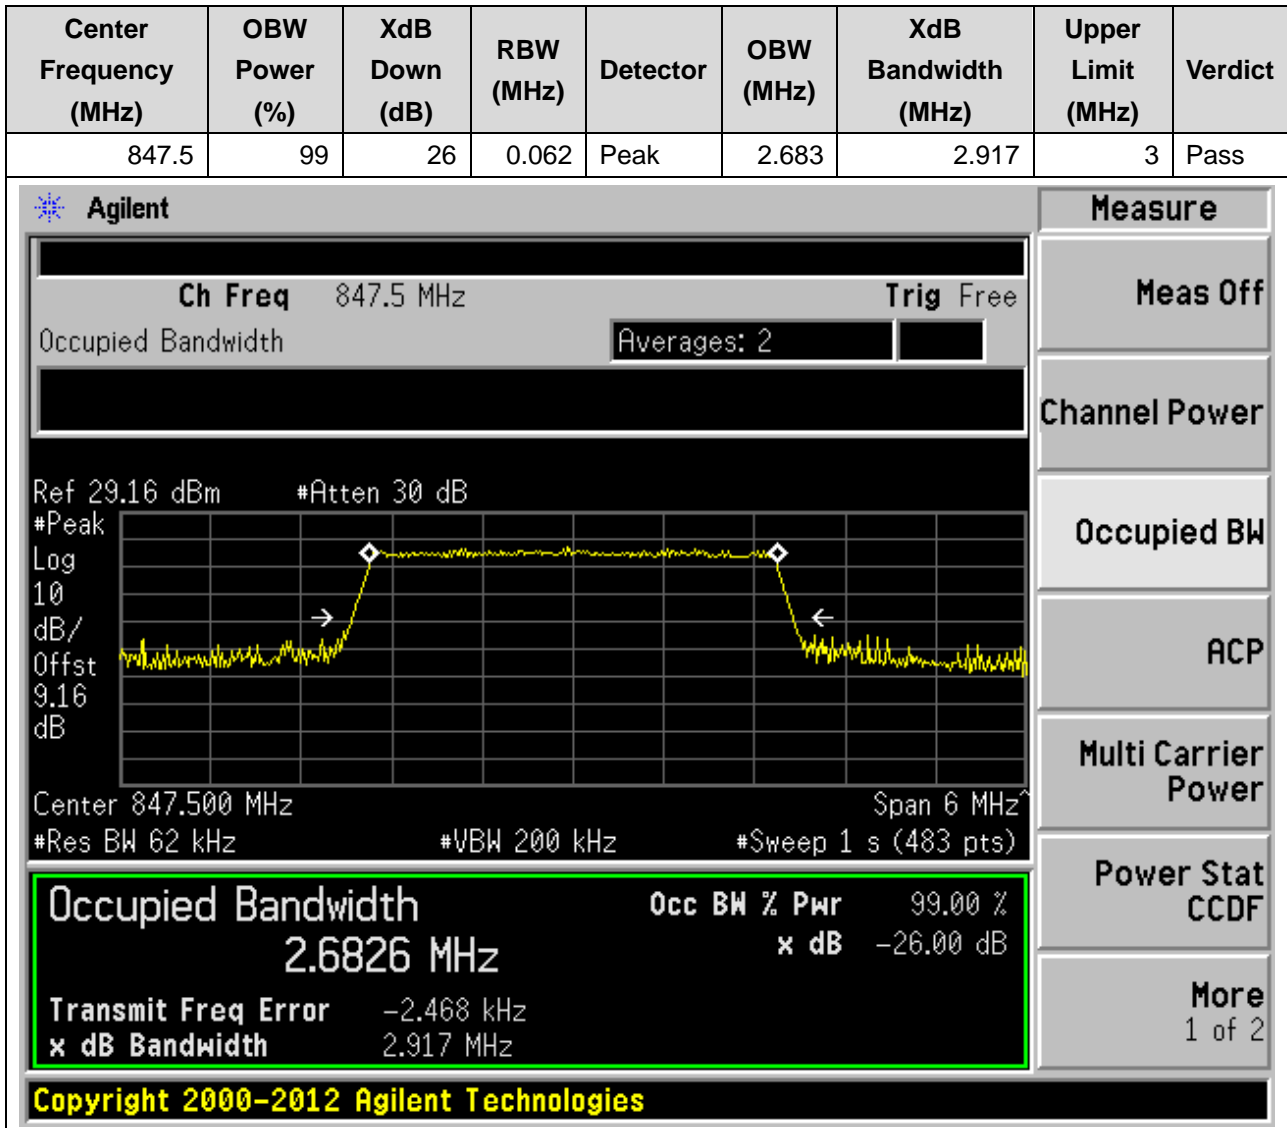 Center Frequency (MHz) OBW Power (%) XdB Down (dB) RBW (MHz) Detector OBW (MHz) XdB Bandwidth (MHz) Upper Limit (MHz) Verdict
847.5 99 26 0.062 Peak 2.683 2.917 3 Pass
Agilent
Measure
Ch Freq 847.5 MHz Trig Free
Meas Off
Occupied Bandwidth Averages: 2
Channel Power
Ref 29.16 dBm #Atten 30 dB
#Peak
Log
10
dB/
Offst
9.16
dB
Occupied BW
ACP
Multi Carrier
Power
Center 847.500 MHz Span 6 MHz^
#Res BW 62 kHz #VBW 200 kHz #Sweep 1 s (483 pts)
Power Stat
CCDF
Occupied Bandwidth Occ BW % Pwr 99.00 %
2.6826 MHz x dB -26.00 dB
Transmit Freq Error -2.468 kHz
x dB Bandwidth 2.917 MHz
More
1 of 2
Copyright 2000-2012 Agilent Technologies